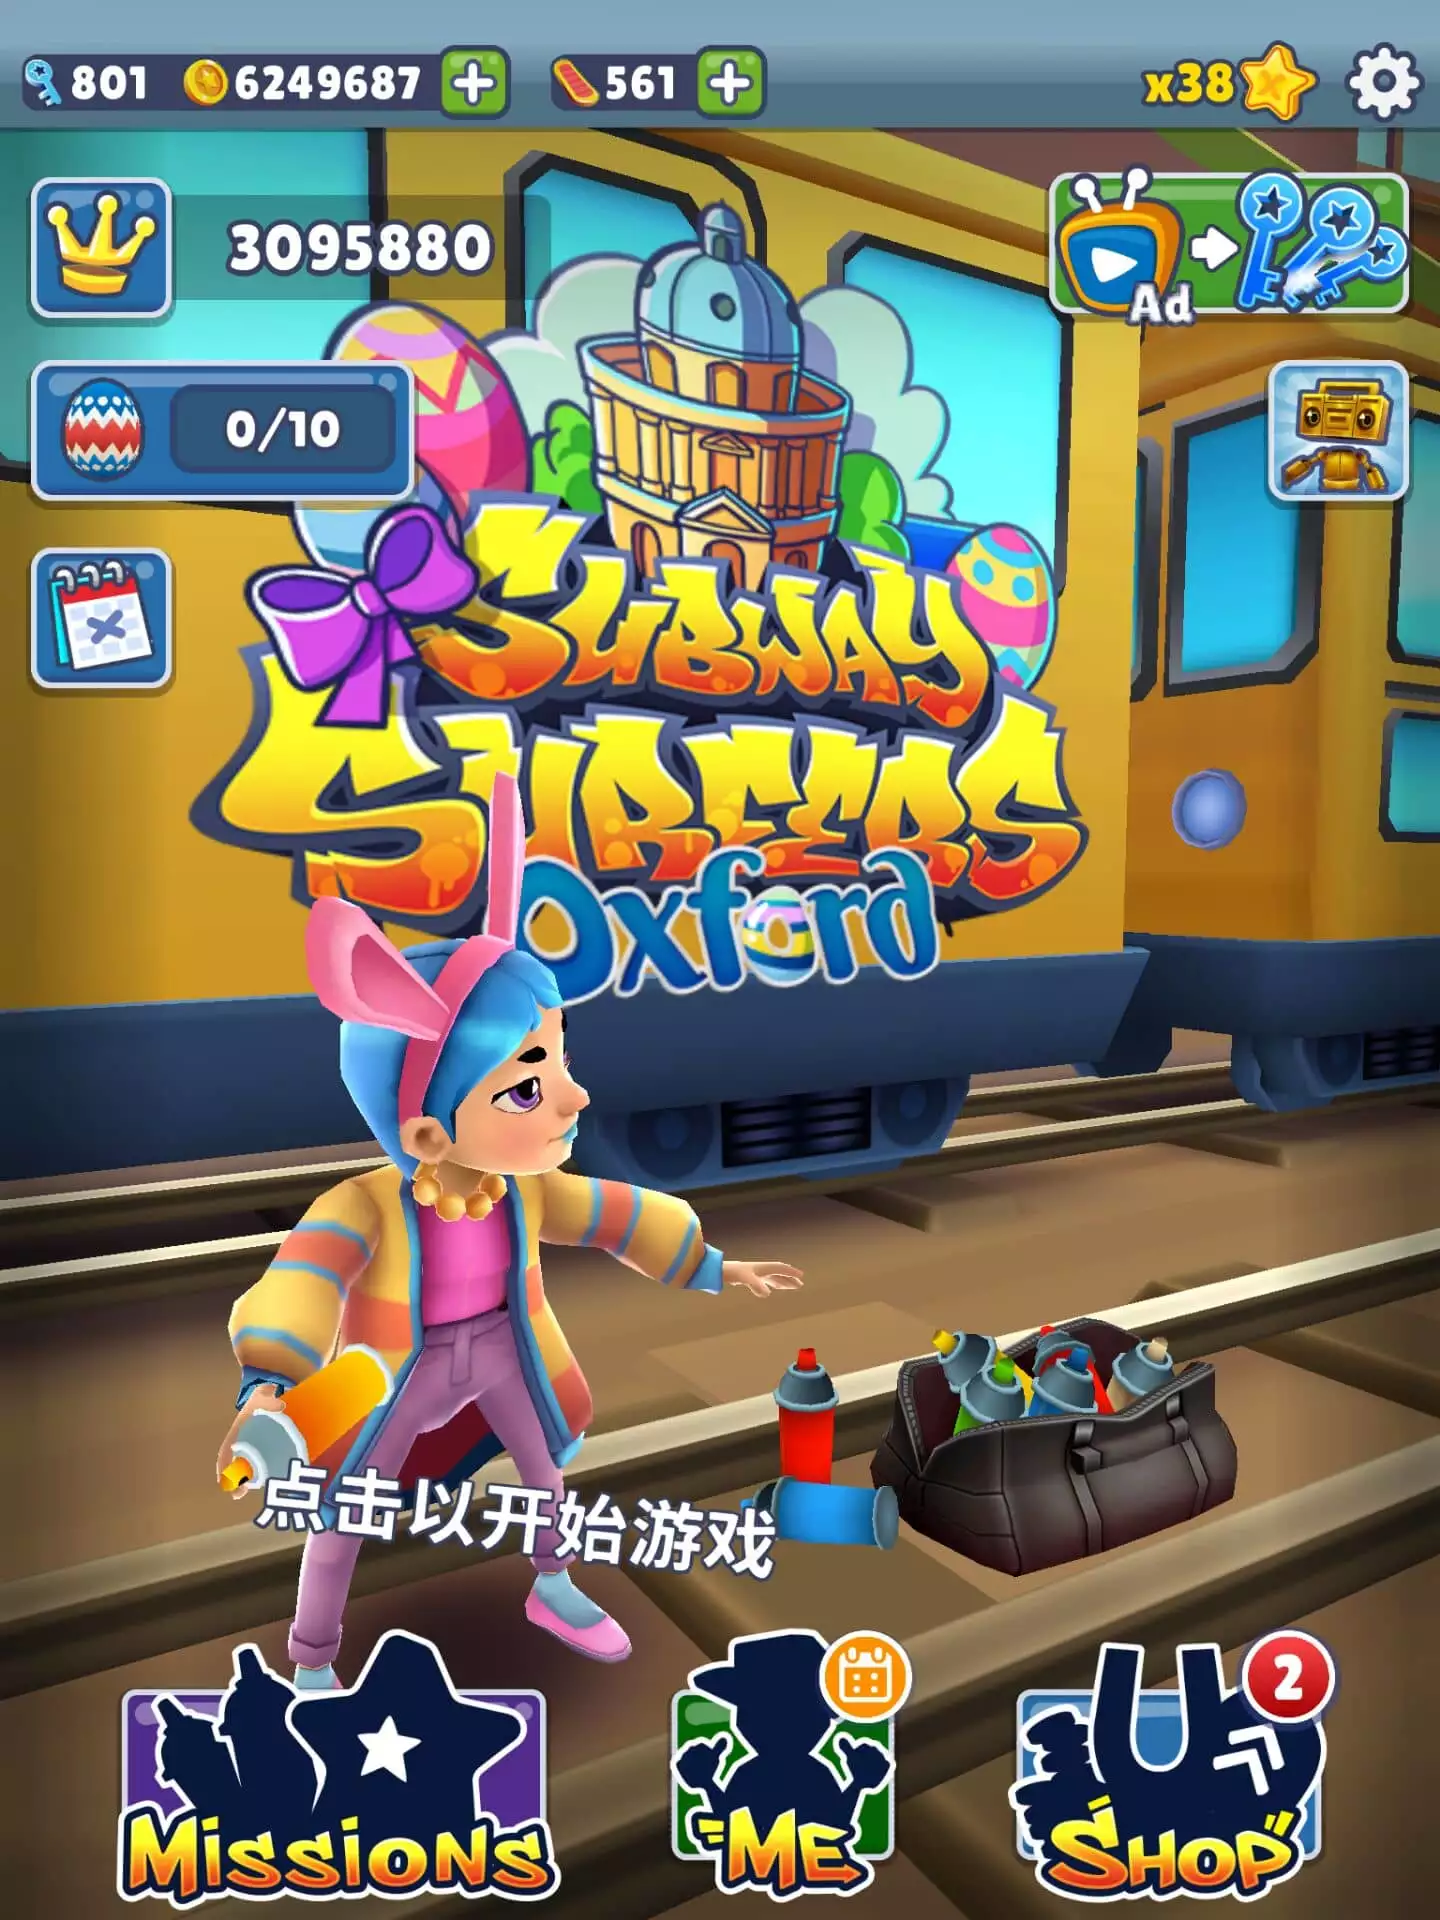 801 6249687 561 x38
3095880
Ad
0/10
SUBWAY
SURFERS
Oxford
点击以开始游戏
2
MISSIONS ME SHOP